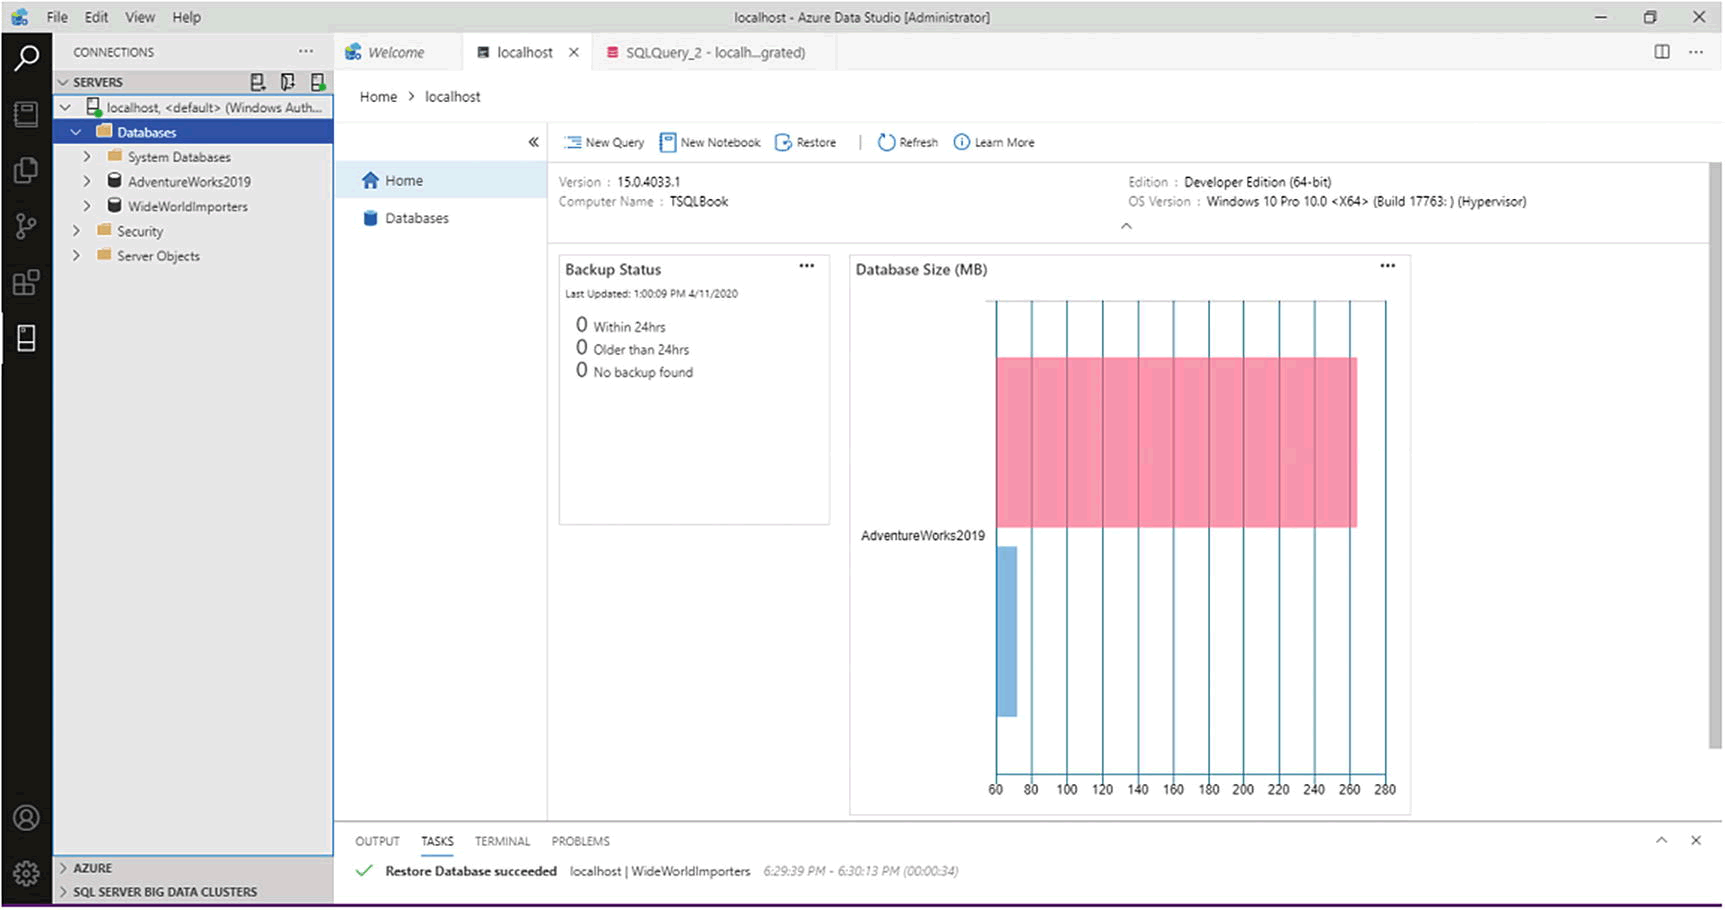 File Edit View Help
localhost - Azure Data Studio [Administrator]
CONNECTIONS
SERVERS
localhost, <default> (Windows Auth...
Databases
System Databases
AdventureWorks2019
WideWorldImporters
Security
Server Objects
AZURE
SQL SERVER BIG DATA CLUSTERS
Welcome
localhost
SQLQuery_2 - localh...grated)
Home > localhost
New Query New Notebook Restore | Refresh Learn More
Home
Databases
Version : 15.0.4033.1
Computer Name : TSQLBook
Edition : Developer Edition (64-bit)
OS Version : Windows 10 Pro 10.0 <X64> (Build 17763: ) (Hypervisor)
Backup Status
Last Updated: 1:00:09 PM 4/11/2020
0 Within 24hrs
0 Older than 24hrs
0 No backup found
Database Size (MB)
AdventureWorks2019
60 80 100 120 140 160 180 200 220 240 260 280
OUTPUT TASKS TERMINAL PROBLEMS
Restore Database succeeded localhost | WideWorldImporters 6:29:39 PM - 6:30:13 PM (00:00:34)